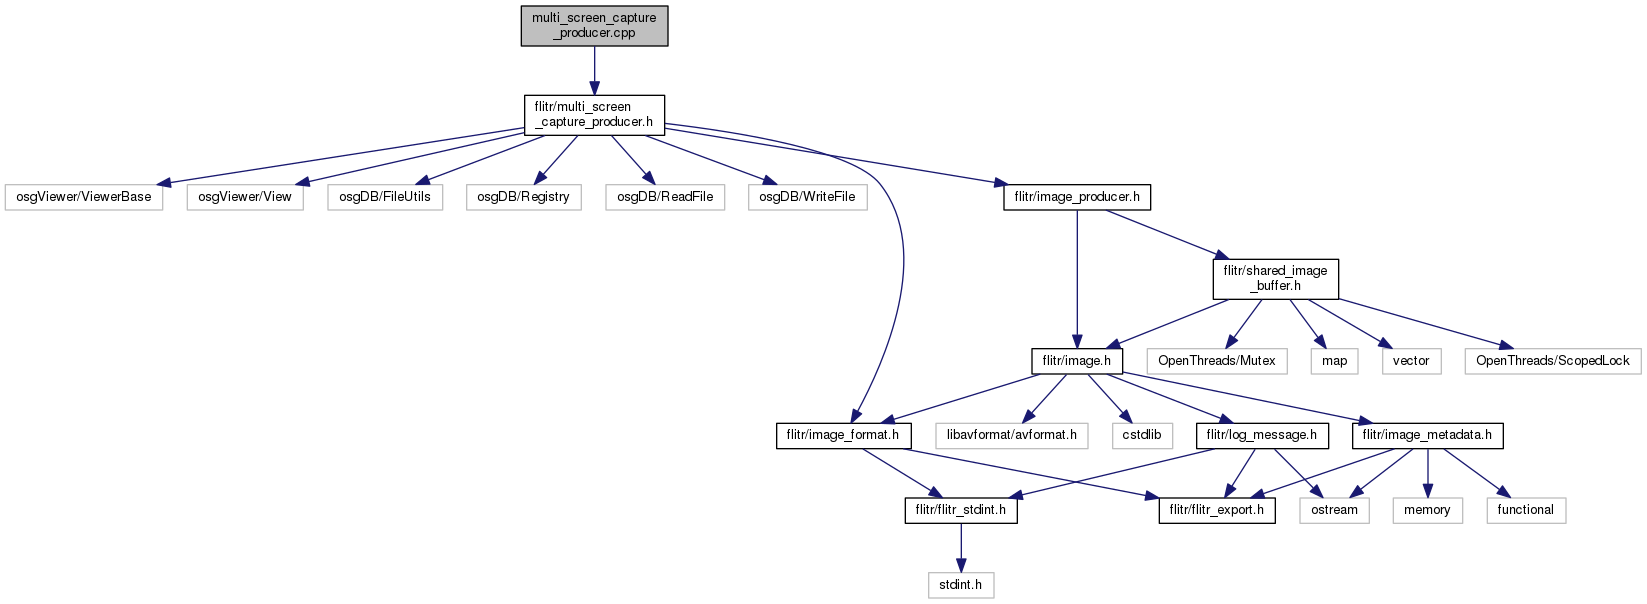 multi_screen_capture
_producer.cpp
flitr/multi_screen
_capture_producer.h
osgViewer/ViewerBase
osgViewer/View
osgDB/FileUtils
osgDB/Registry
osgDB/ReadFile
osgDB/WriteFile
flitr/image_producer.h
flitr/shared_image
_buffer.h
flitr/image.h
OpenThreads/Mutex
map
vector
OpenThreads/ScopedLock
flitr/image_format.h
libavformat/avformat.h
cstdlib
flitr/log_message.h
flitr/image_metadata.h
flitr/flitr_stdint.h
flitr/flitr_export.h
ostream
memory
functional
stdint.h